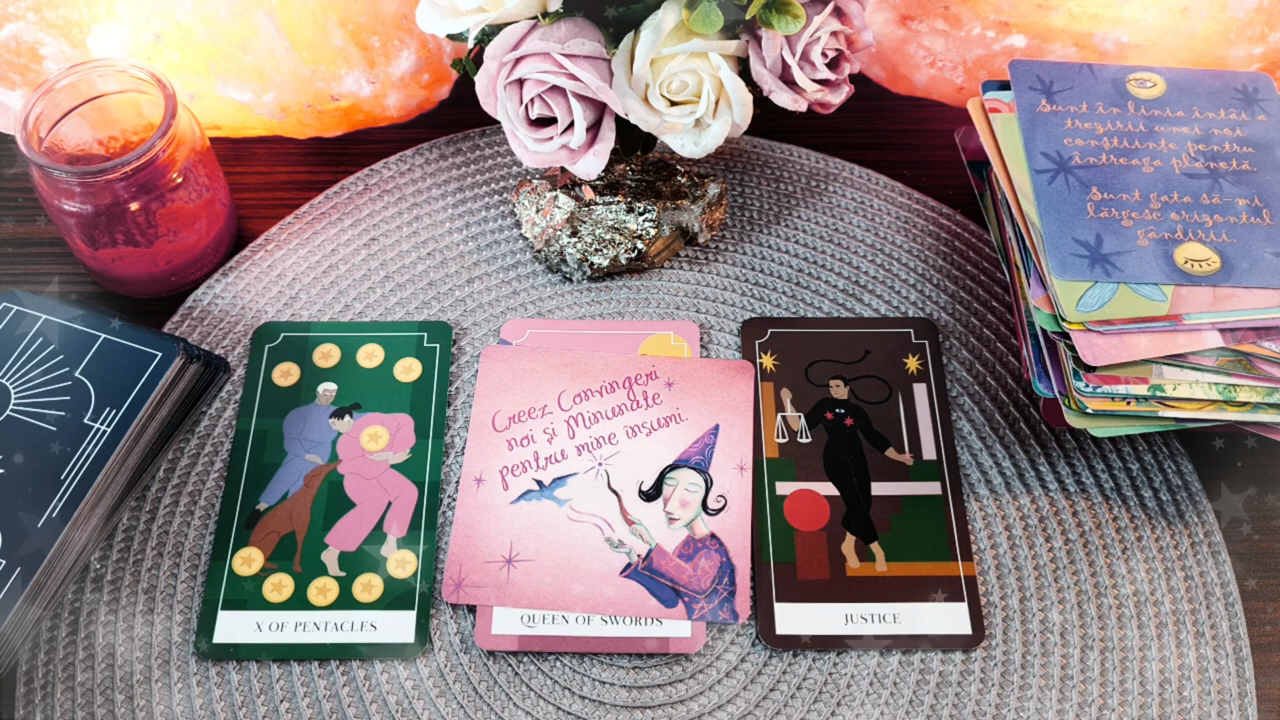 Sunt în linia întâi a
trezirii unei noi
conștiințe pentru
întreaga planetă.
Sunt gata să-mi
lărgesc orizontul
gândirii.
Creez Convingeri
noi și Minunate
pentru mine însumi.
X OF PENTACLES
QUEEN OF SWORDS
JUSTICE